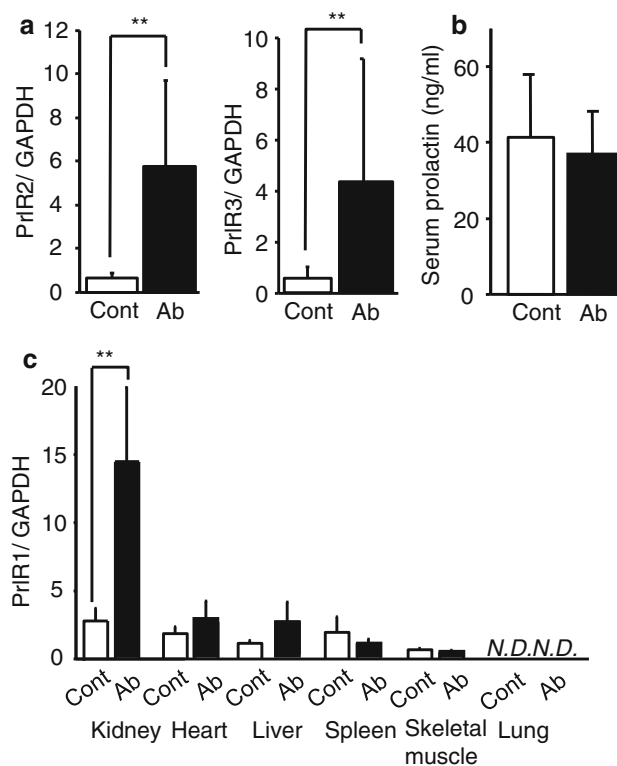 a
PrlR2/ GAPDH
12
10
8
6
4
2
0
**
Cont Ab
PrlR3/ GAPDH
10
8
6
4
2
0
**
Cont Ab
b
Serum prolactin (ng/ml)
60
40
20
0
Cont Ab
c
PrlR1/ GAPDH
20
15
10
5
0
**
N.D.N.D.
Cont Ab Cont Ab Cont Ab Cont Ab Cont Ab Cont Ab
Kidney Heart Liver Spleen Skeletal Lung
muscle